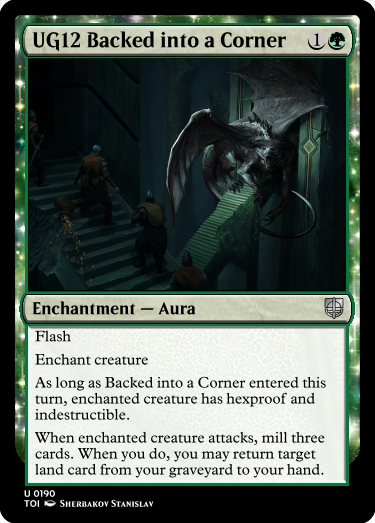 UG12 Backed into a Corner 1
Enchantment — Aura
Flash
Enchant creature
As long as Backed into a Corner entered this
turn, enchanted creature has hexproof and
indestructible.
When enchanted creature attacks, mill three
cards. When you do, you may return target
land card from your graveyard to your hand.
U 0190
TOI Sherbakov Stanislav